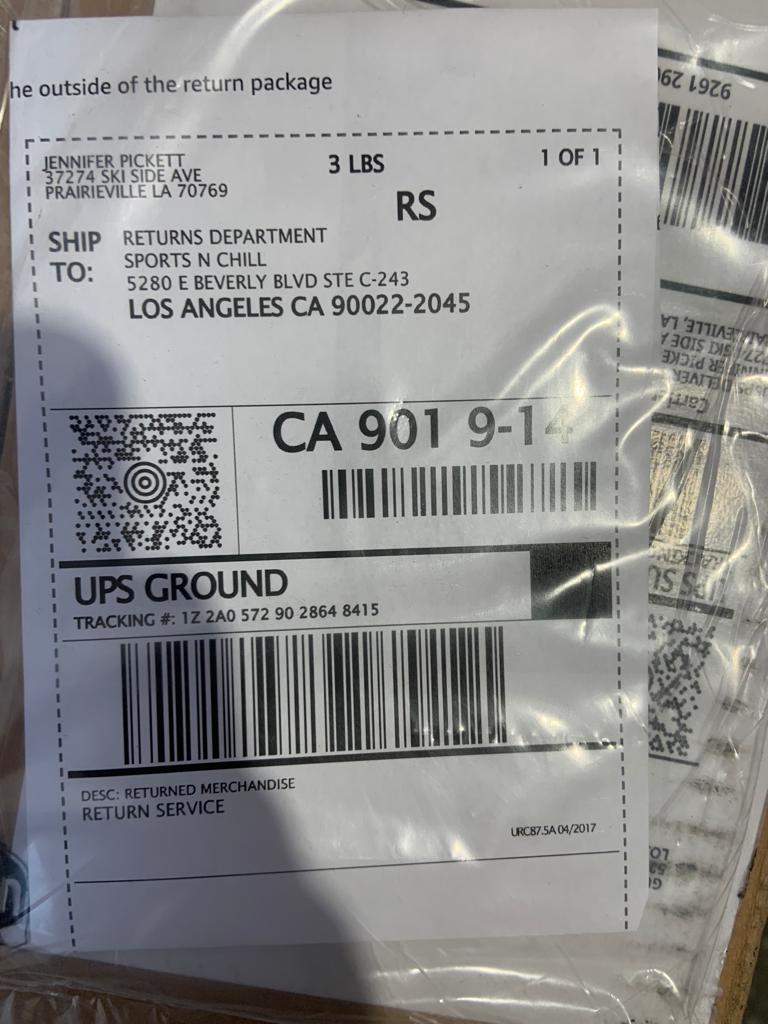 he outside of the return package
JENNIFER PICKETT
37274 SKI SIDE AVE
PRAIRIEVILLE LA 70769
3 LBS
1 OF 1
RS
SHIP TO:
RETURNS DEPARTMENT
SPORTS N CHILL
5280 E BEVERLY BLVD STE C-243
LOS ANGELES CA 90022-2045
CA 901 9-14
UPS GROUND
TRACKING #: 1Z 2A0 572 90 2864 8415
DESC: RETURNED MERCHANDISE
RETURN SERVICE
URC87.5A 04/2017
9261 290